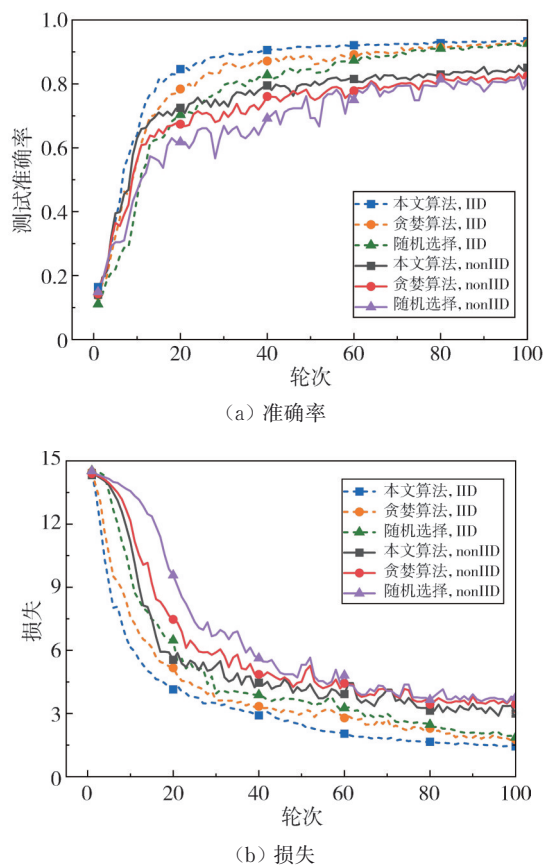 1.0
0.8
0.6
0.4
0.2
0
测试准确率
本文算法, IID
贪婪算法, IID
随机选择, IID
本文算法, nonIID
贪婪算法, nonIID
随机选择, nonIID
0 20 40 60 80 100
轮次
(a) 准确率
15
12
9
6
3
0
损失
本文算法, IID
贪婪算法, IID
随机选择, IID
本文算法, nonIID
贪婪算法, nonIID
随机选择, nonIID
0 20 40 60 80 100
轮次
(b) 损失